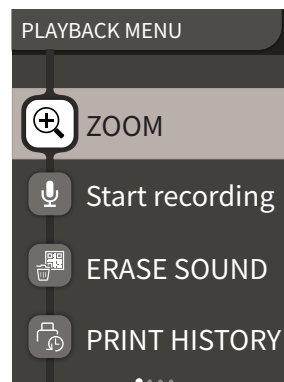 PLAYBACK MENU
ZOOM
Start recording
ERASE SOUND
PRINT HISTORY